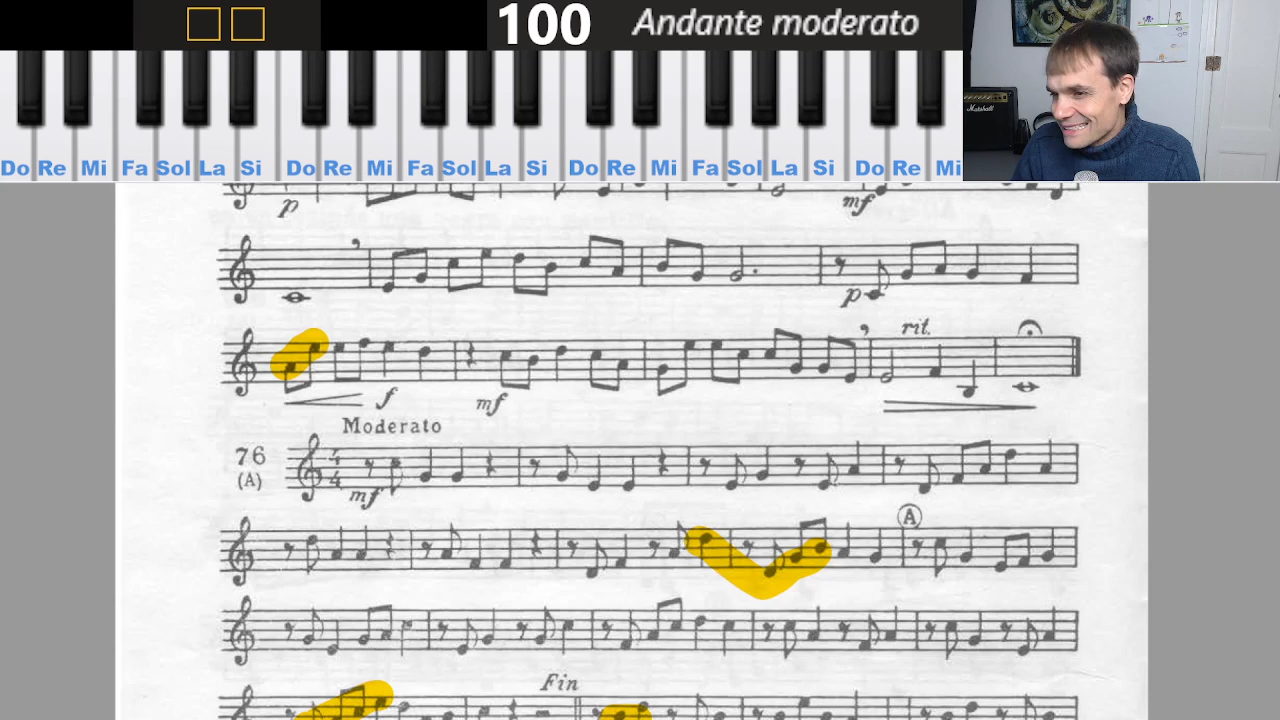 100 Andante moderato
Marshall
Do Re Mi Fa Sol La Si Do Re Mi Fa Sol La Si Do Re Mi Fa Sol La Si Do Re Mi
p mf
p
rit.
f mf
Moderato
76
(A)
mf
A
Fin